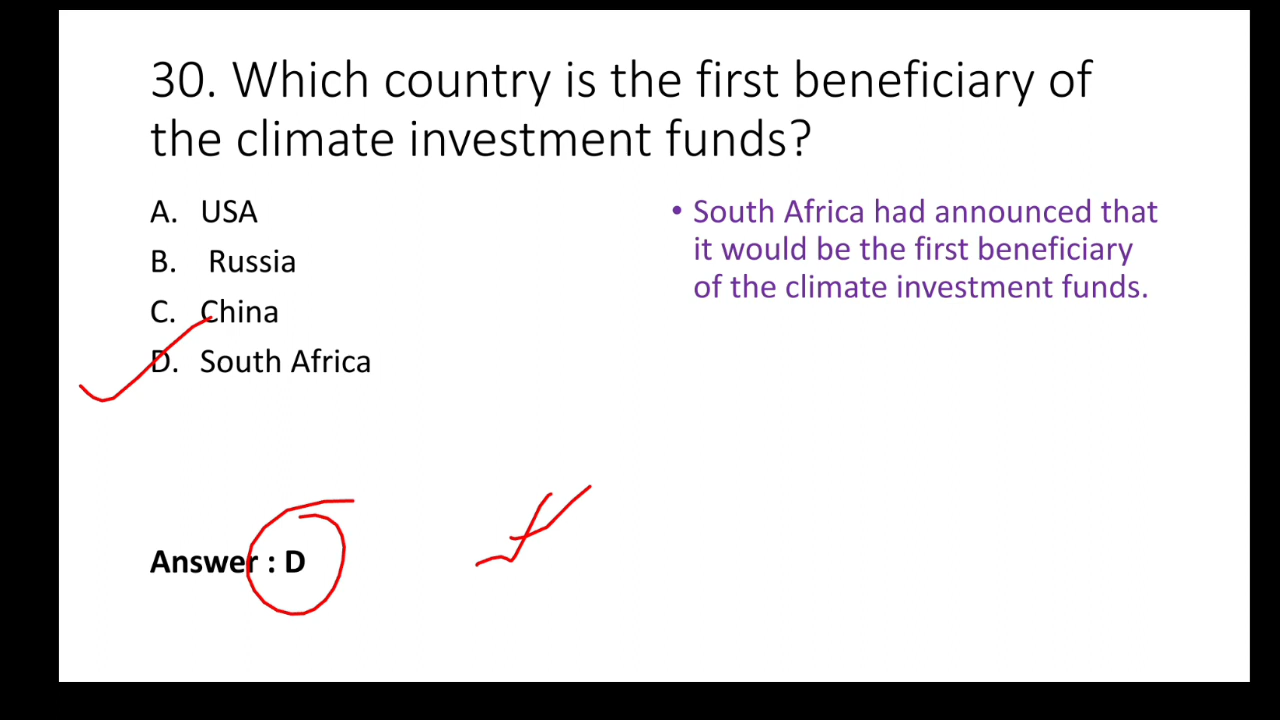 30. Which country is the first beneficiary of
the climate investment funds?
A. USA
B. Russia
C. China
D. South Africa
• South Africa had announced that
it would be the first beneficiary
of the climate investment funds.
Answer : D